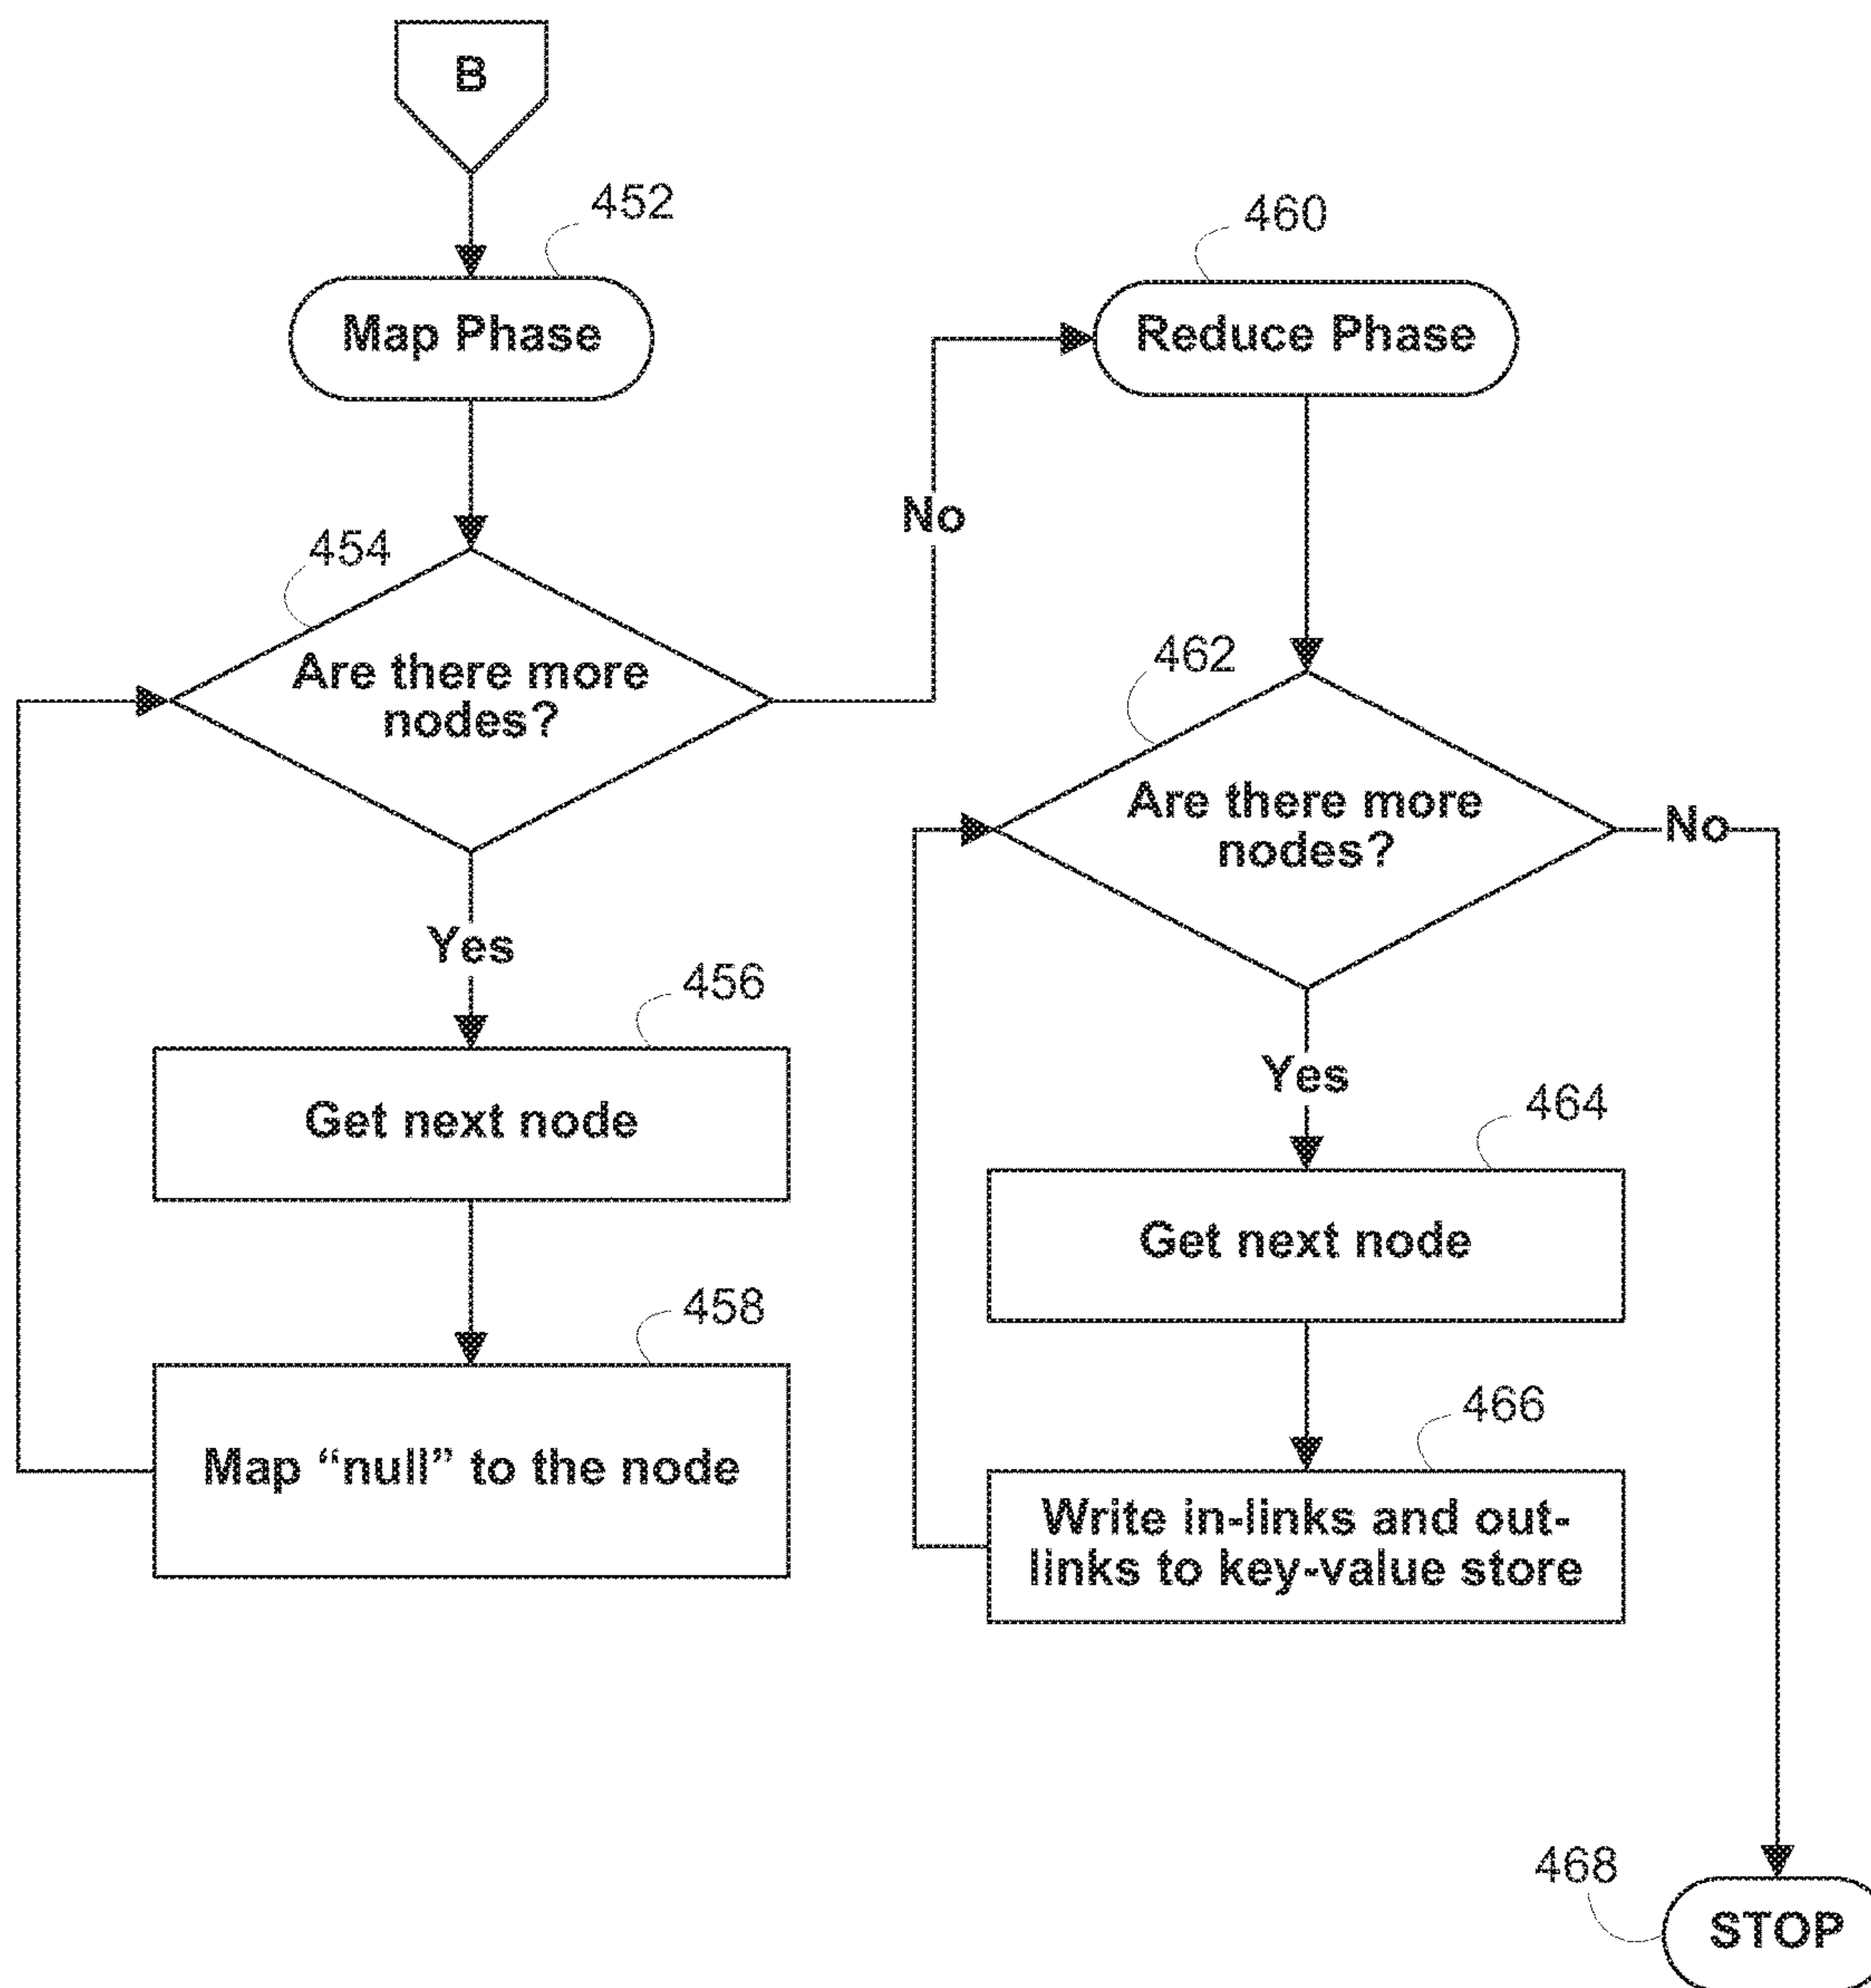 B
452
Map Phase
454
Are there more
nodes?
Yes
456
Get next node
458
Map “null” to the node
No
460
Reduce Phase
462
Are there more
nodes?
No
Yes
464
Get next node
466
Write in-links and out-
links to key-value store
468
STOP